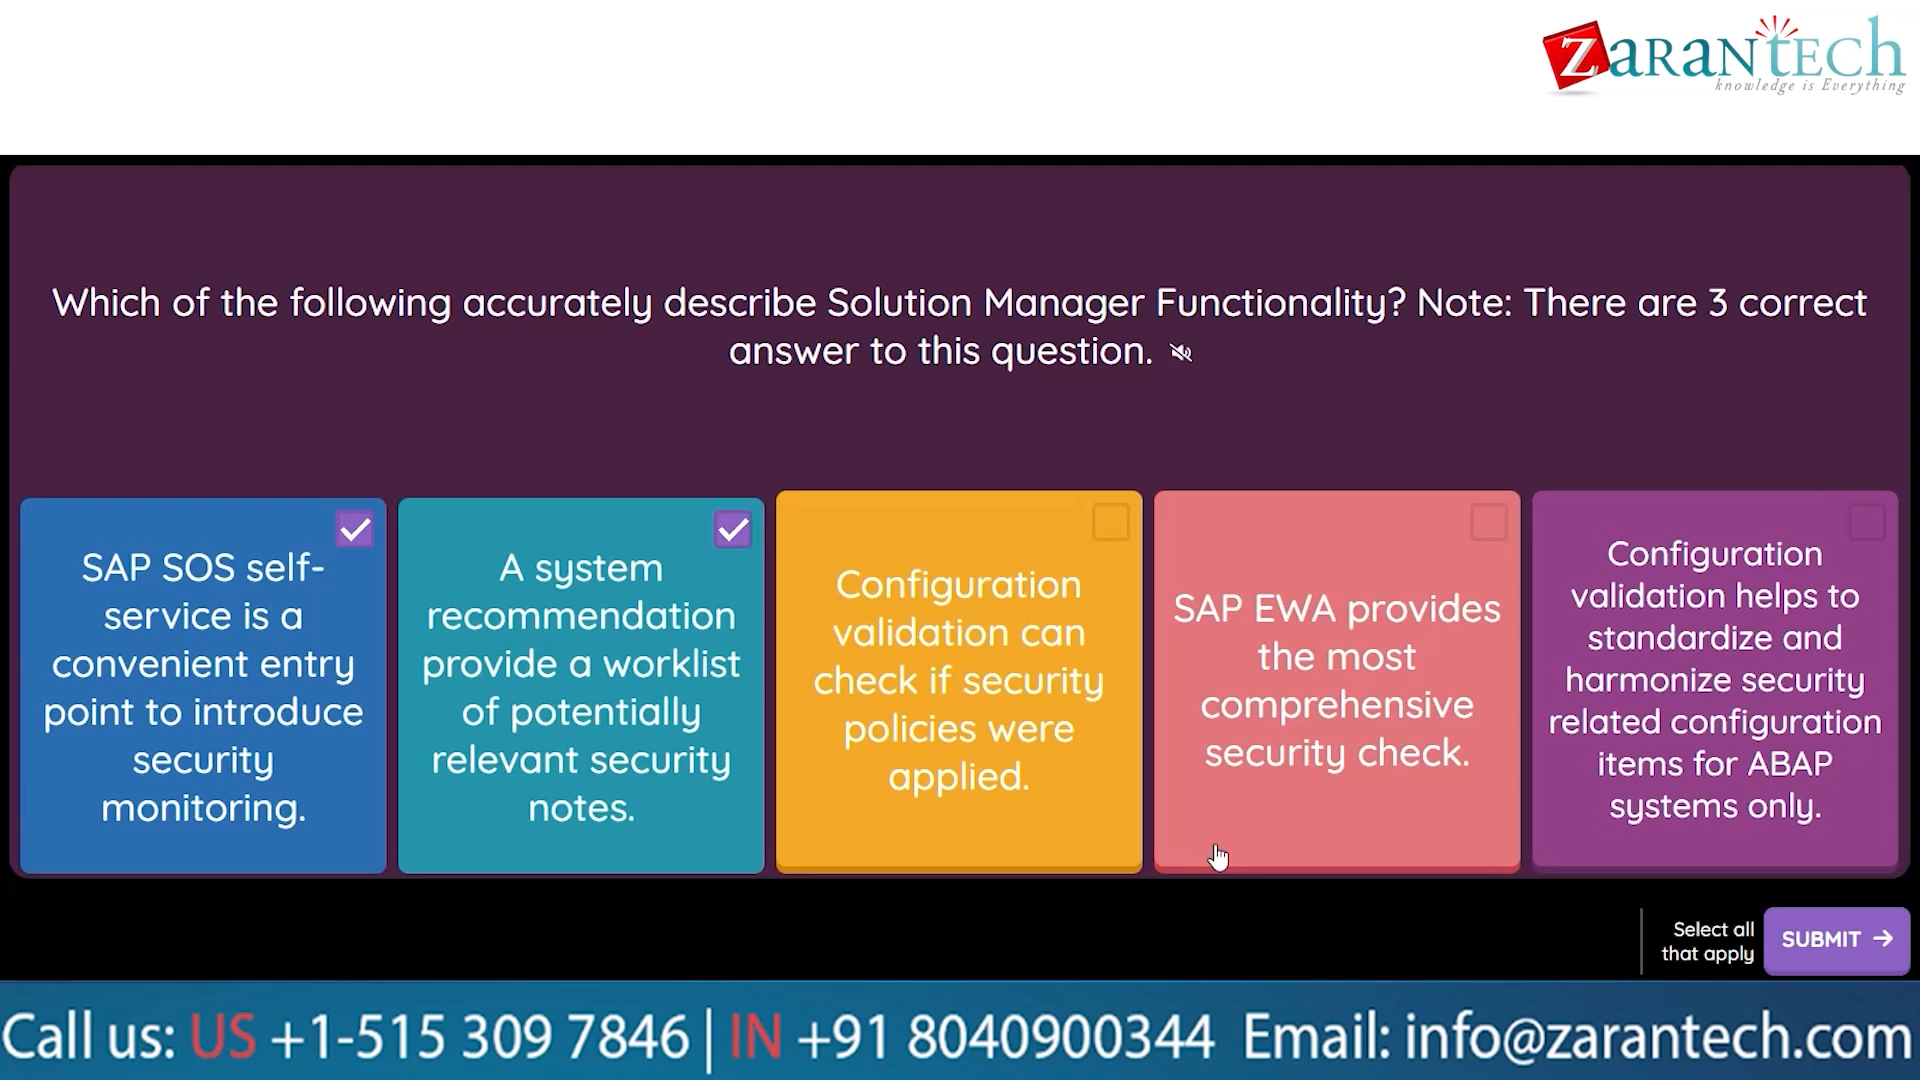 ZARANTECH
knowledge is Everything
Which of the following accurately describe Solution Manager Functionality? Note: There are 3 correct
answer to this question.
SAP SOS self-
service is a
convenient entry
point to introduce
security
monitoring.
A system
recommendation
provide a worklist
of potentially
relevant security
notes.
Configuration
validation can
check if security
policies were
applied.
SAP EWA provides
the most
comprehensive
security check.
Configuration
validation helps to
standardize and
harmonize security
related configuration
items for ABAP
systems only.
Select all
that apply
SUBMIT →
Call us: US +1-515 309 7846 | IN +91 8040900344 Email: info@zarantech.com